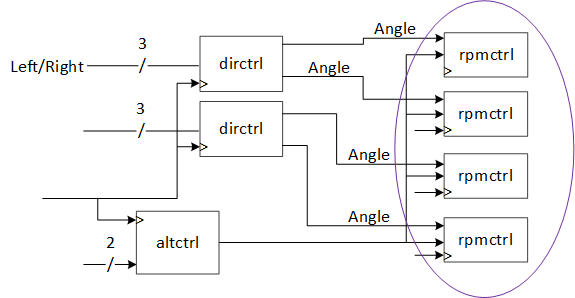 3
Left/Right
dirctrl
Angle
rpmctrl
Angle
3
dirctrl
rpmctrl
Angle
rpmctrl
2
altctrl
Angle
rpmctrl